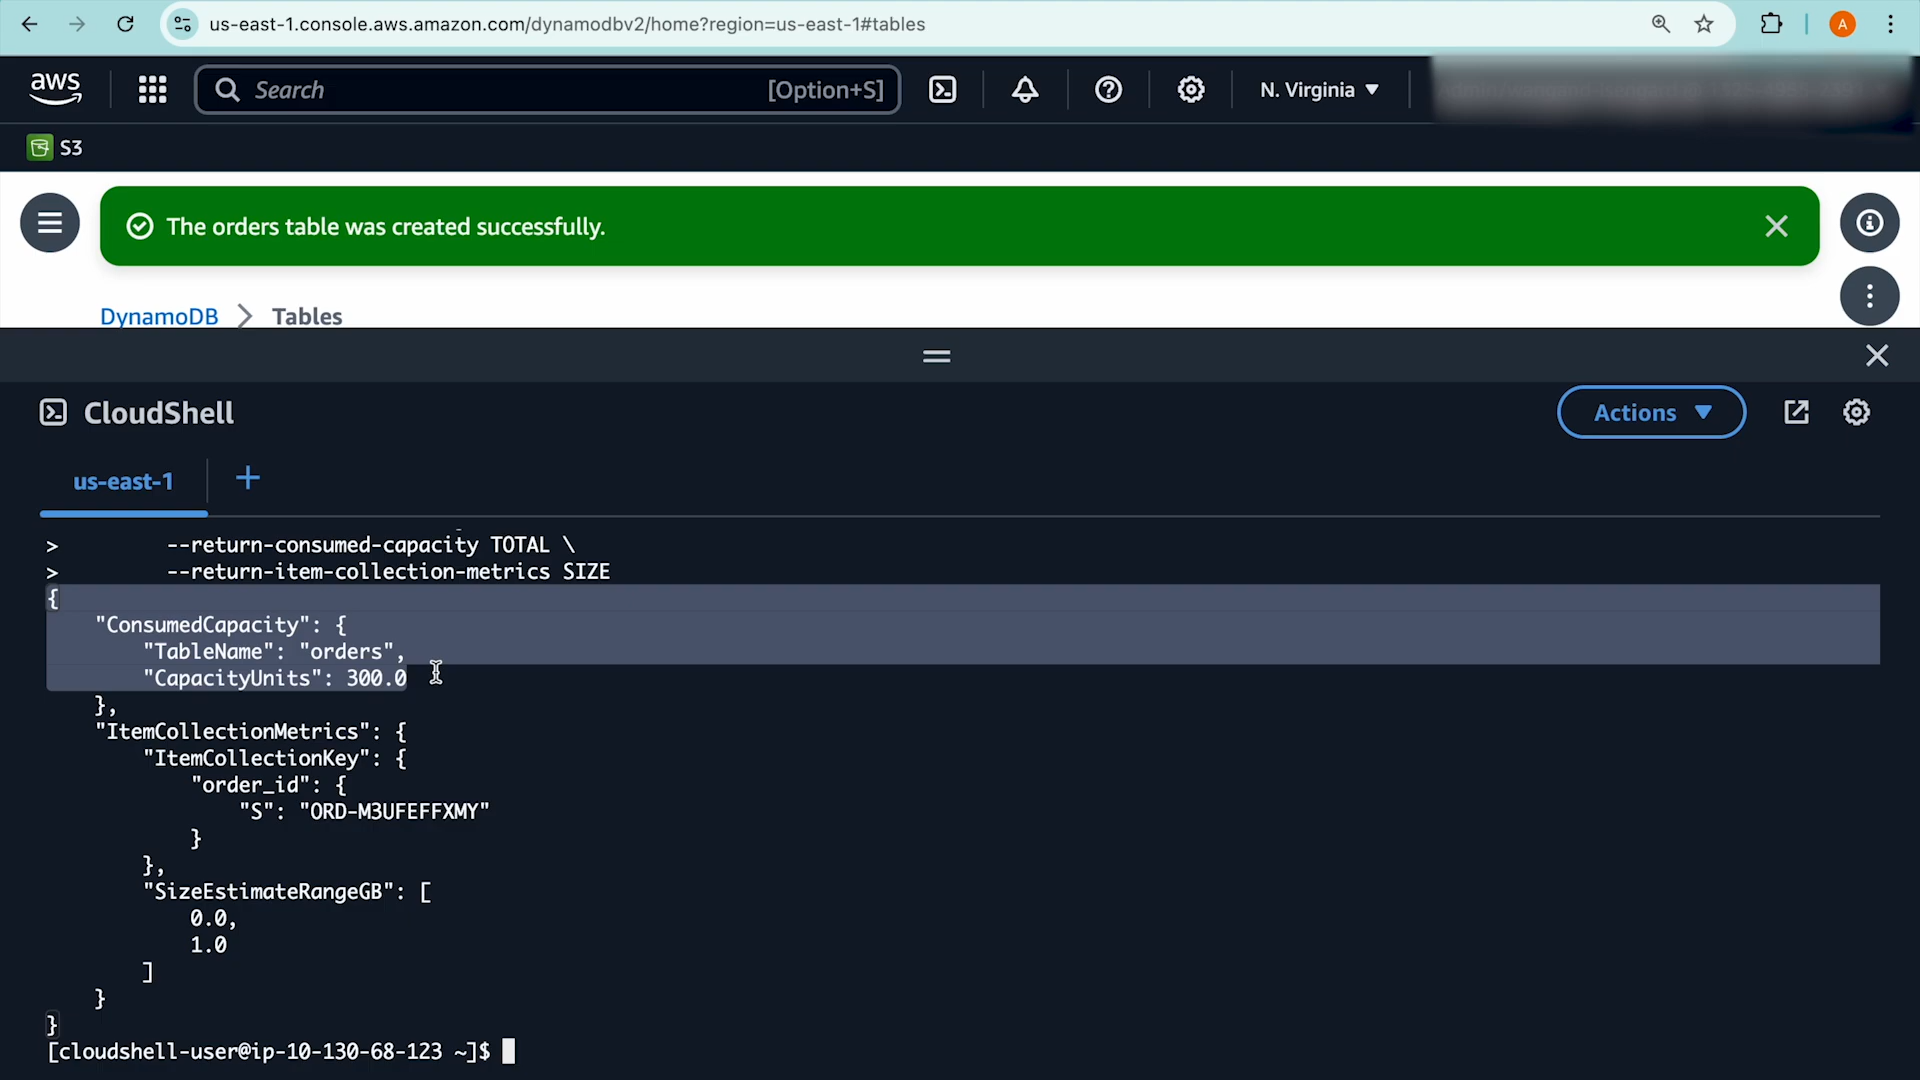 us-east-1.console.aws.amazon.com/dynamodbv2/home?region=us-east-1#tables
A
aws
Search
[Option+S]
N. Virginia
S3
The orders table was created successfully.
DynamoDB > Tables
CloudShell
Actions
us-east-1
>         --return-consumed-capacity TOTAL \
>         --return-item-collection-metrics SIZE
{
    "ConsumedCapacity": {
        "TableName": "orders",
        "CapacityUnits": 300.0
    },
    "ItemCollectionMetrics": {
        "ItemCollectionKey": {
            "order_id": {
                "S": "ORD-M3UFEFFXMY"
            }
        },
        "SizeEstimateRangeGB": [
            0.0,
            1.0
        ]
    }
}
[cloudshell-user@ip-10-130-68-123 ~]$